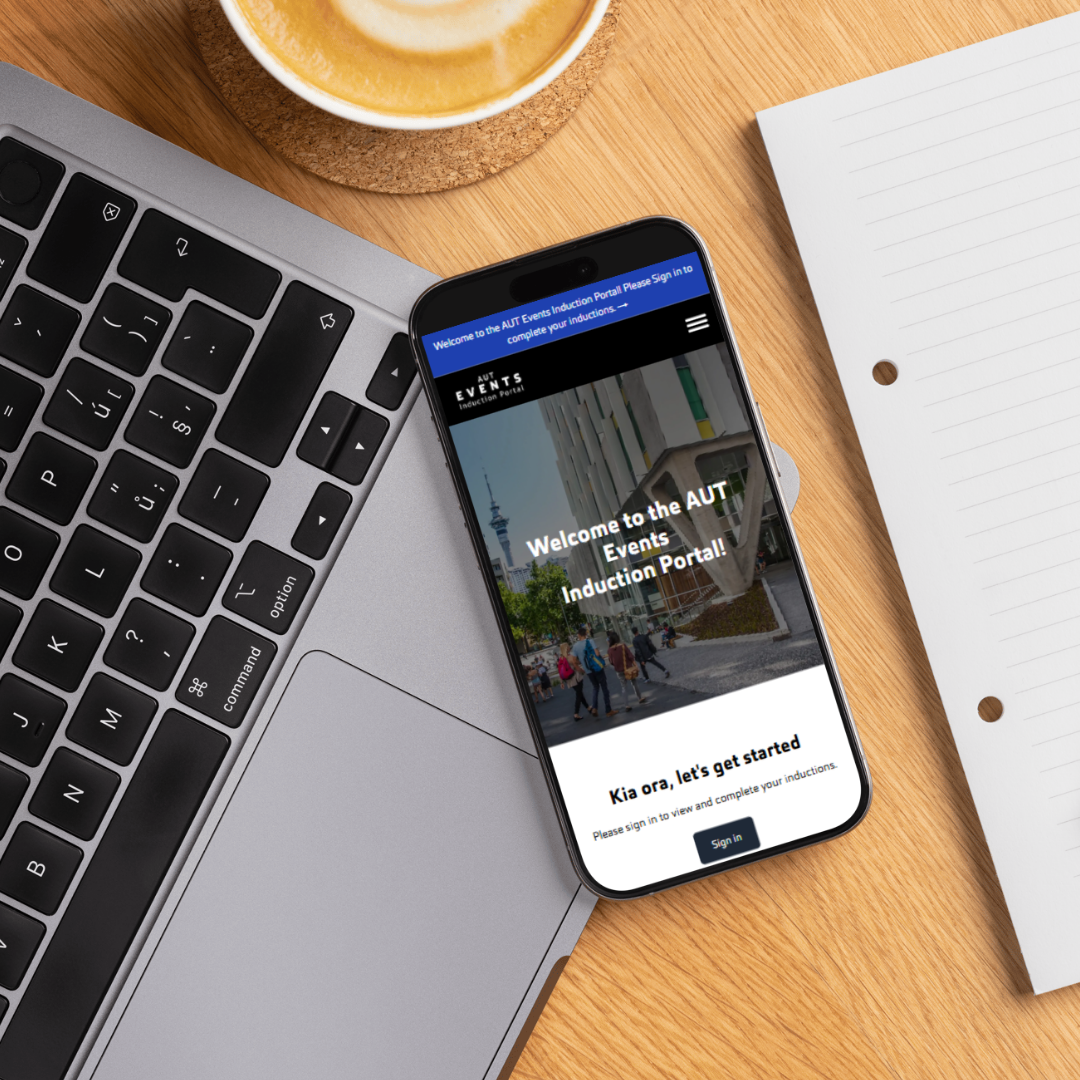 Welcome to the AUT Events Induction Portal! Please Sign in to
complete your inductions. →
AUT
EVENTS
Induction Portal
Welcome to the AUT
Events
Induction Portal!
Kia ora, let's get started
Please sign in to view and complete your inductions.
Sign in
P
O
L
K
J
M
N
B
ú
§
ů
option
⌘
command